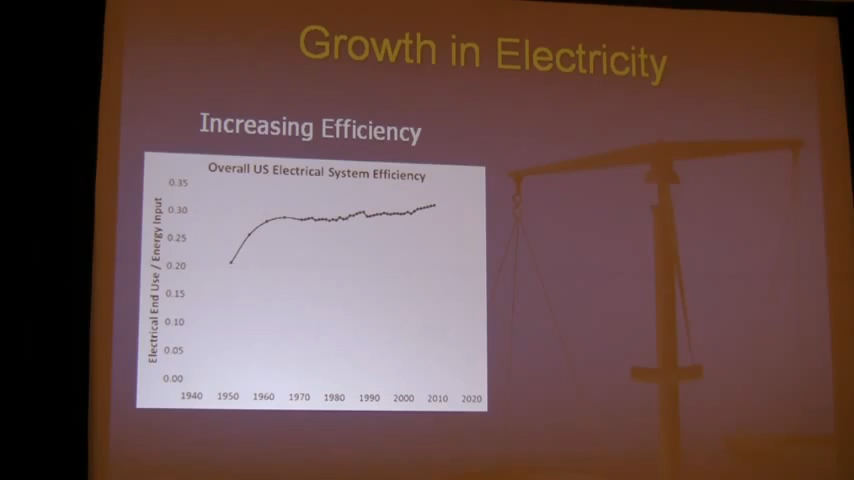 Growth in Electricity
Increasing Efficiency
Overall US Electrical System Efficiency
Electrical End Use / Energy Input
0.35
0.30
0.25
0.20
0.15
0.10
0.05
0.00
1940 1950 1960 1970 1980 1990 2000 2010 2020